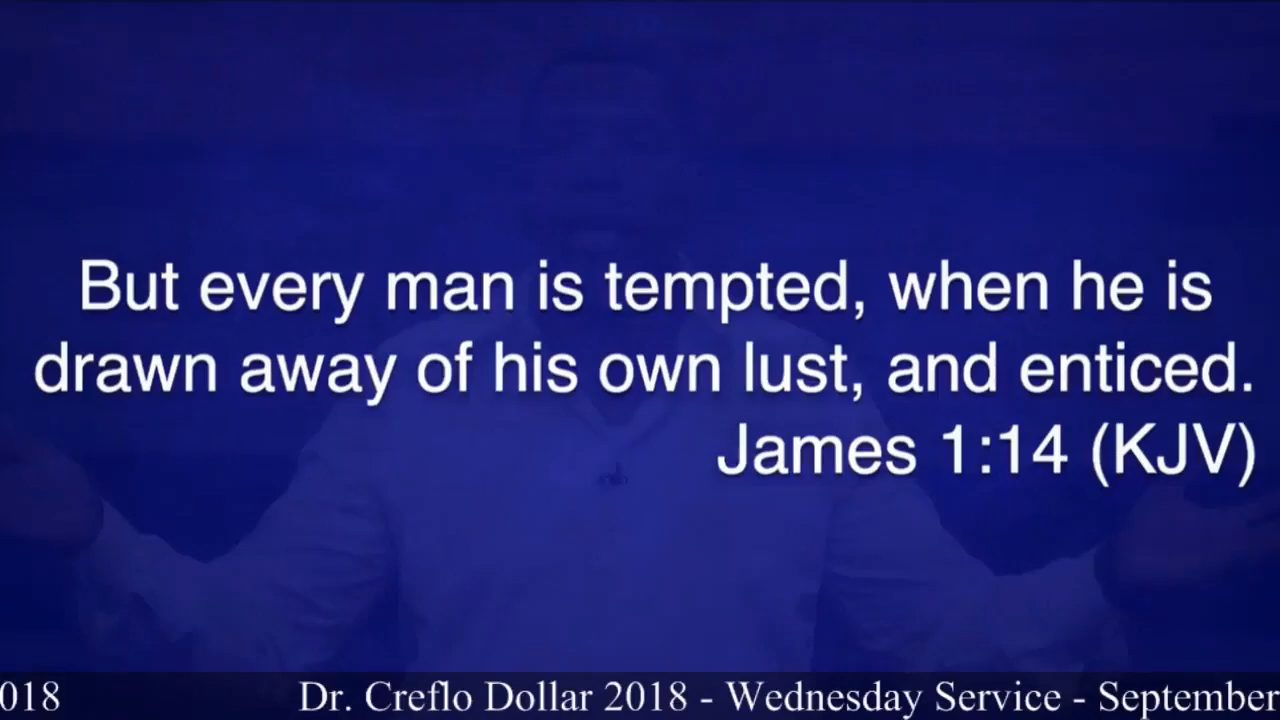 But every man is tempted, when he is
drawn away of his own lust, and enticed.
James 1:14 (KJV)
018 Dr. Creflo Dollar 2018 - Wednesday Service - September